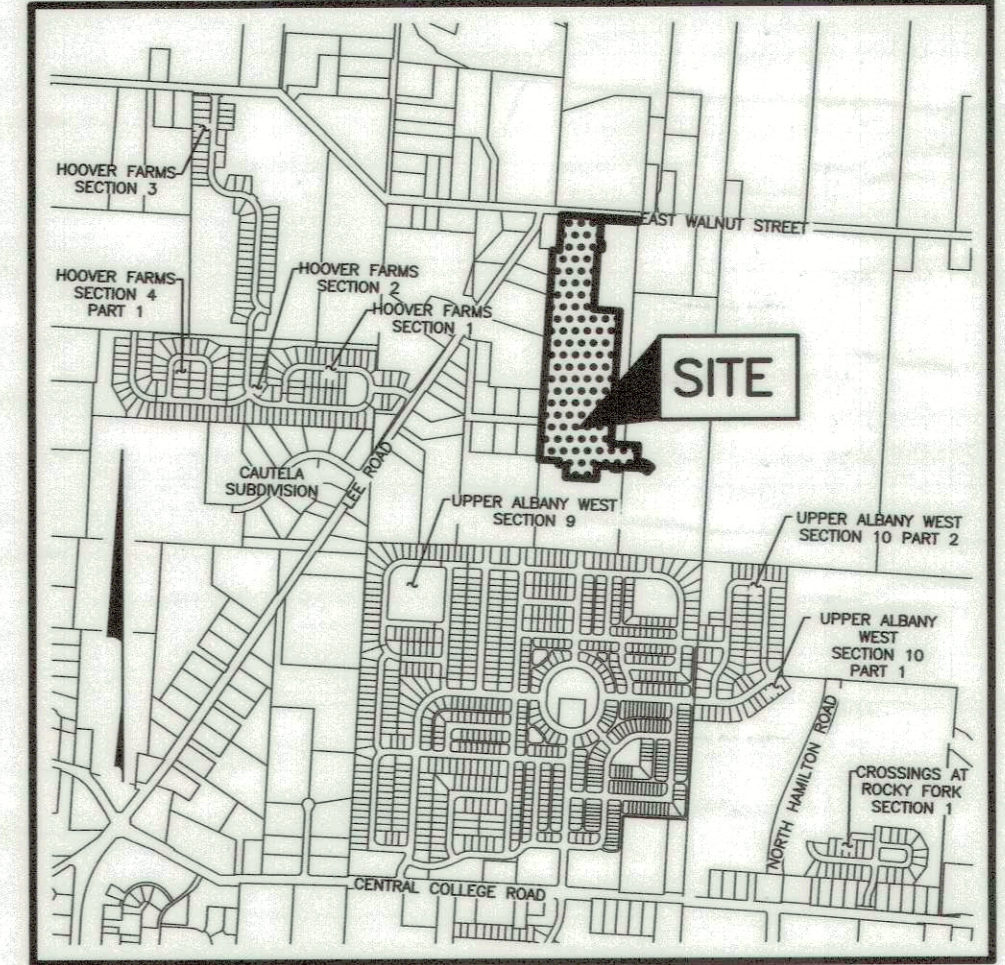 HOOVER FARMS
SECTION 3
EAST WALNUT STREET
HOOVER FARMS
SECTION 4
PART 1
HOOVER FARMS
SECTION 2
HOOVER FARMS
SECTION 1
SITE
CAUTELA
SUBDIVISION
LEE ROAD
UPPER ALBANY WEST
SECTION 9
UPPER ALBANY WEST
SECTION 10 PART 2
UPPER ALBANY
WEST
SECTION 10
PART 1
NORTH HAMILTON ROAD
CROSSINGS AT
ROCKY FORK
SECTION 1
CENTRAL COLLEGE ROAD